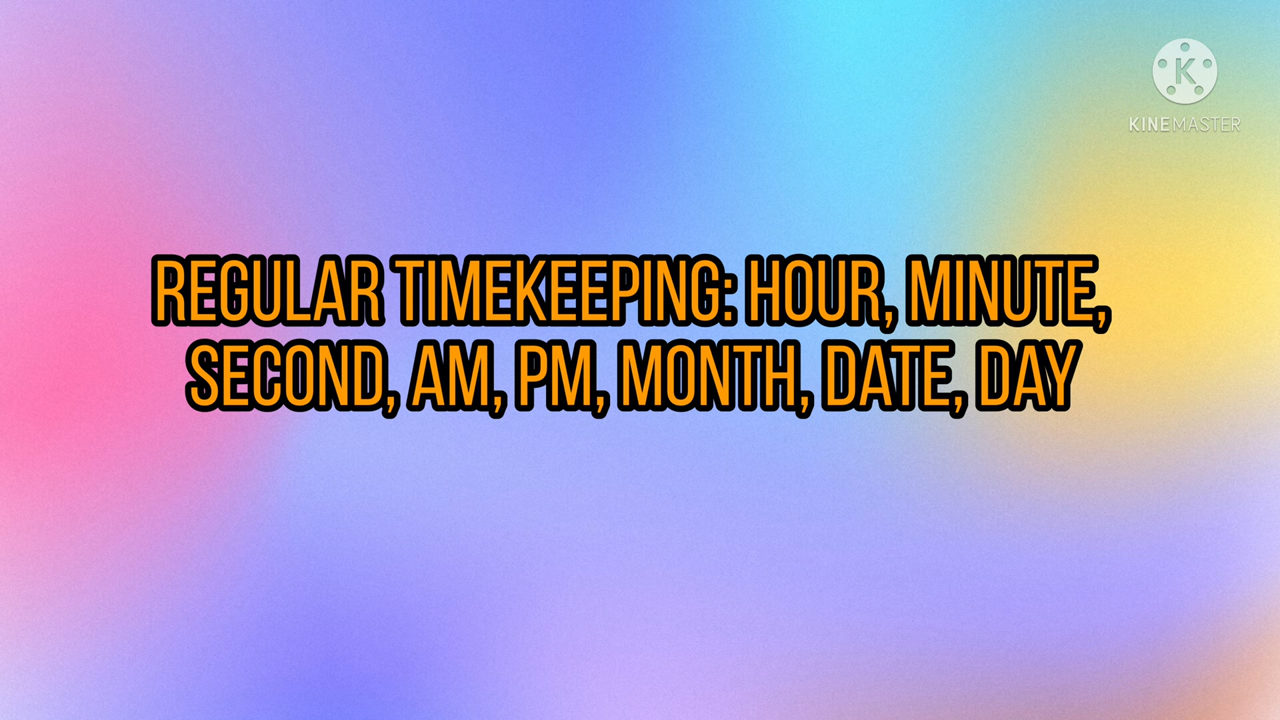 KINEMASTER
REGULAR TIMEKEEPING: HOUR, MINUTE,
SECOND, AM, PM, MONTH, DATE, DAY